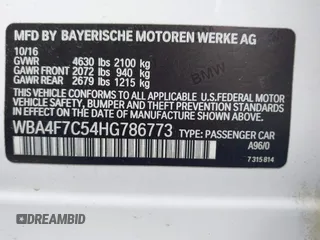 MFD BY BAYERISCHE MOTOREN WERKE AG
10/16
GVWR 4630 lbs 2100 kg
GAWR FRONT 2072 lbs 940 kg
GAWR REAR 2679 lbs 1215 kg
BMW
THIS VEHICLE CONFORMS TO ALL APPLICABLE
U.S. FEDERAL MOTOR VEHICLE SAFETY,
BUMPER, AND THEFT PREVENTION STANDARDS
IN EFFECT ON THE DATE OF MANUFACTURE
SHOWN ABOVE.
WBA4F7C54HG786773 TYPE: PASSENGER CAR
A96/0
7 315 814
DREAMBID AUTO IMPORT